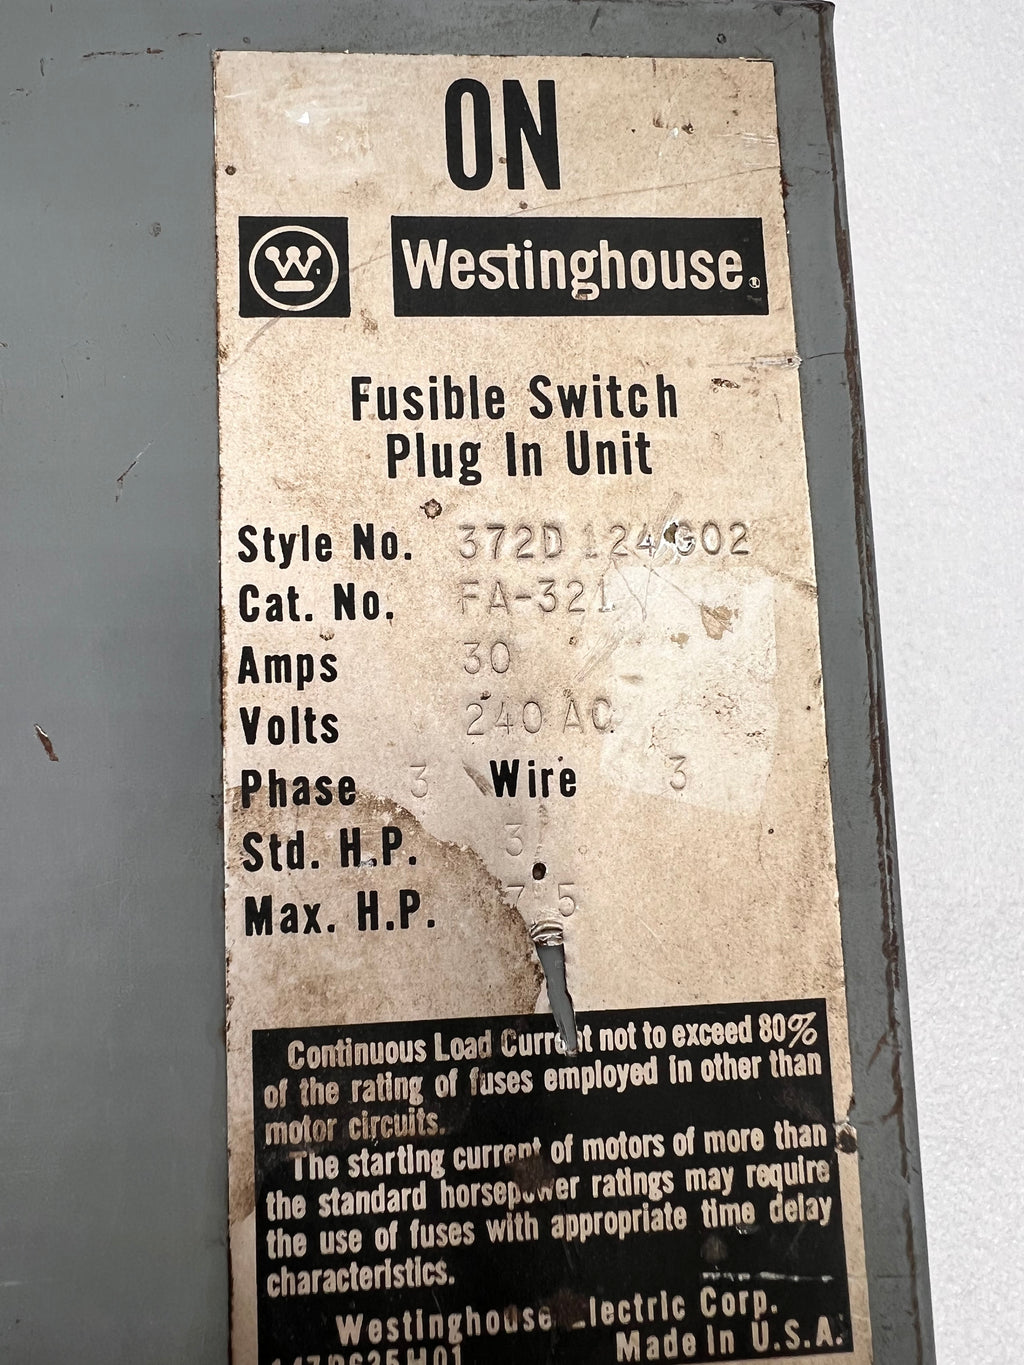 ON
W Westinghouse®
Fusible Switch
Plug In Unit
Style No. 372D124G02
Cat. No. FA-321
Amps 30
Volts 240 AC
Phase 3 Wire 3
Std. H.P. 3
Max. H.P. 7.5
Continuous Load Current not to exceed 80%
of the rating of fuses employed in other than
motor circuits.
The starting current of motors of more than
the standard horsepower ratings may require
the use of fuses with appropriate time delay
characteristics.
Westinghouse Electric Corp.
Made In U.S.A.